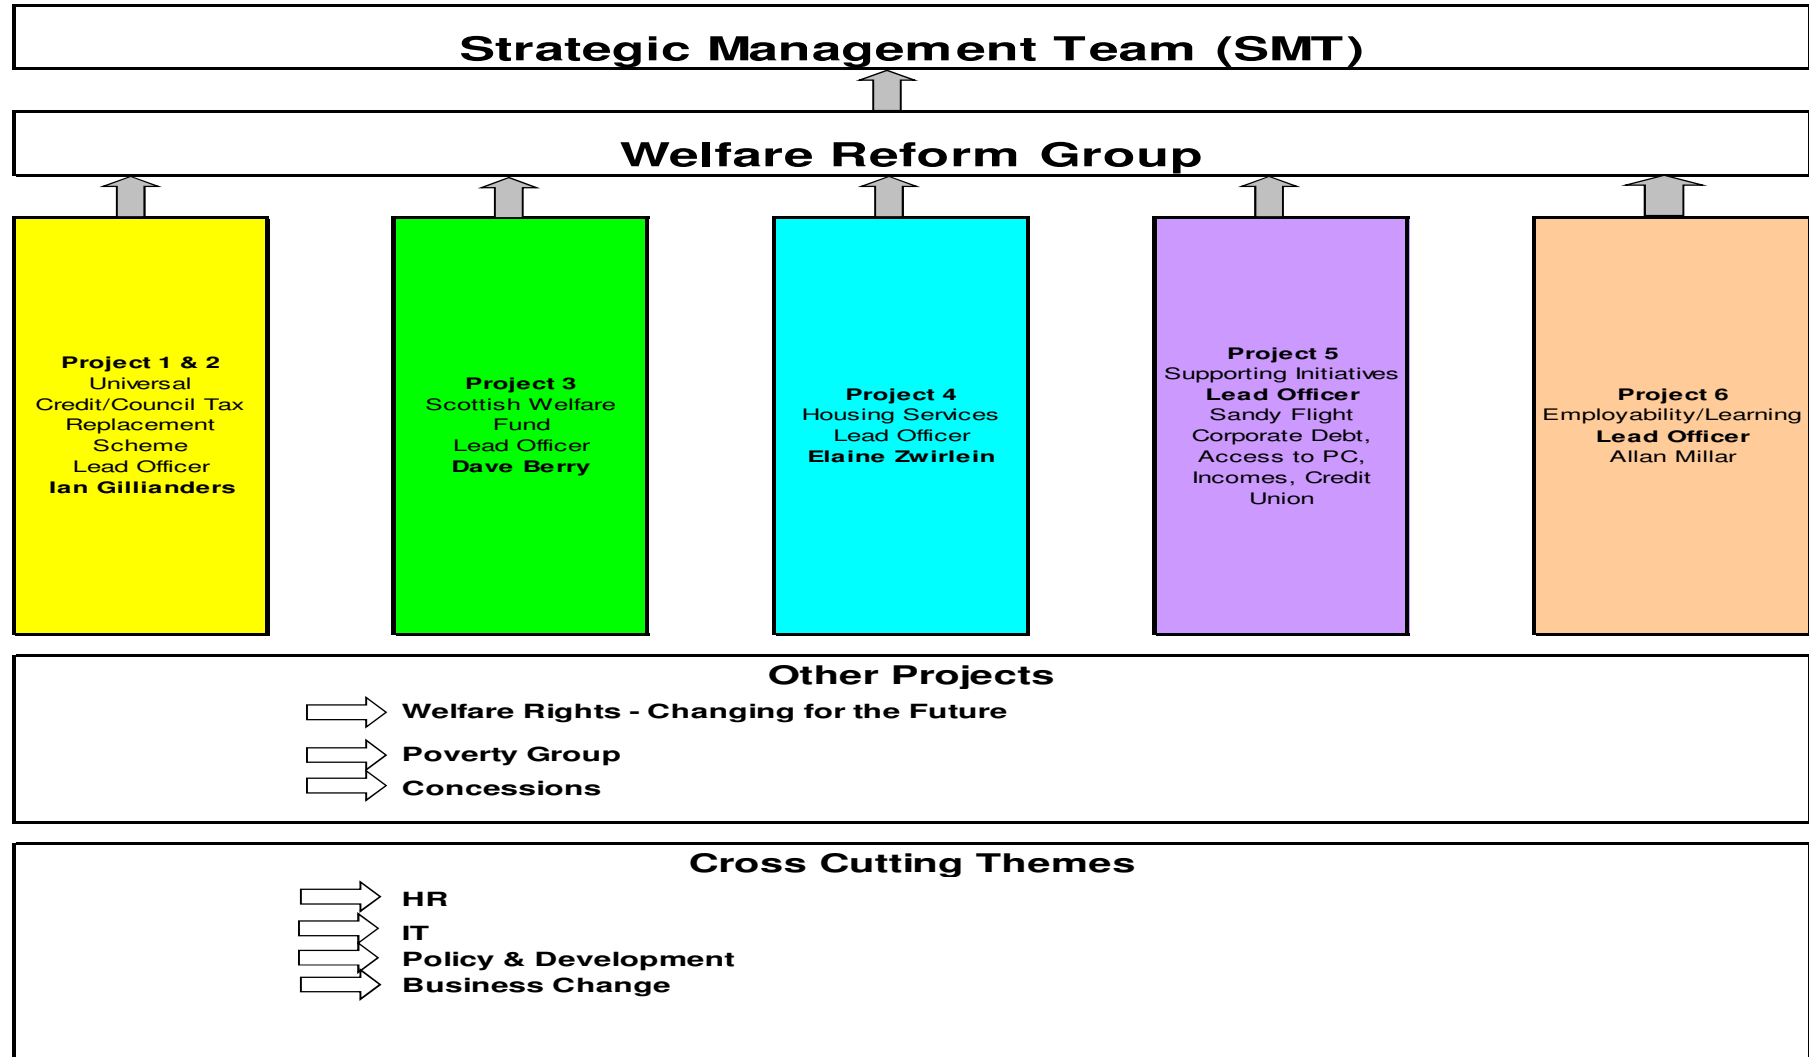 Strategic Management Team (SMT)
Welfare Reform Group
Project 1 & 2
Universal
Credit/Council Tax
Replacement
Scheme
Lead Officer
Ian Gillianders
Project 3
Scottish Welfare
Fund
Lead Officer
Dave Berry
Project 4
Housing Services
Lead Officer
Elaine Zwirlein
Project 5
Supporting Initiatives
Lead Officer
Sandy Flight
Corporate Debt,
Access to PC,
Incomes, Credit
Union
Project 6
Employability/Learning
Lead Officer
Allan Millar
Other Projects
Welfare Rights - Changing for the Future
Poverty Group
Concessions
Cross Cutting Themes
HR
IT
Policy & Development
Business Change